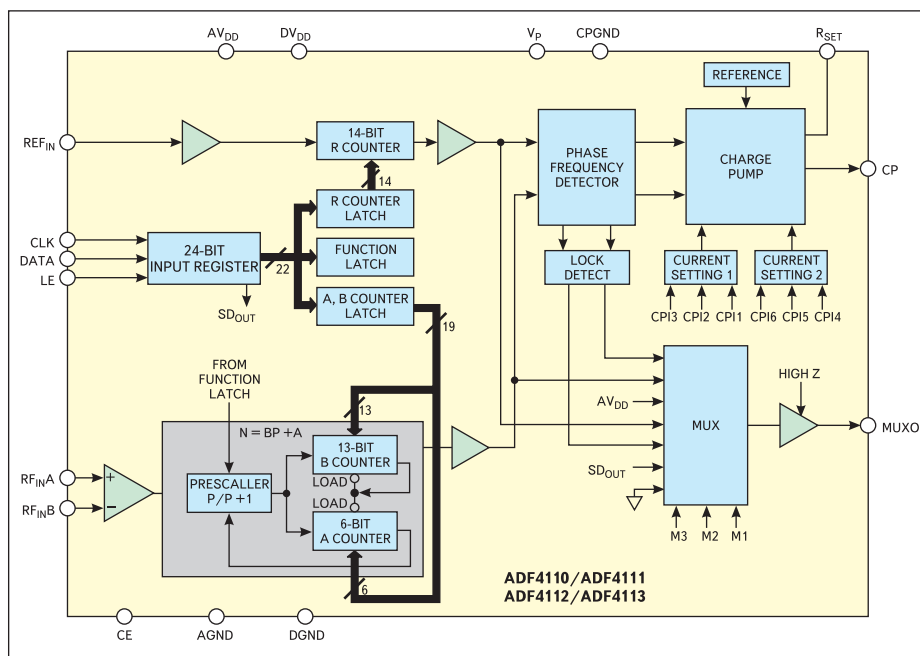 AVDD DVDD VP CPGND RSET
REFIN
14-BIT
R COUNTER
14
R COUNTER
LATCH
CLK
DATA
LE
24-BIT
INPUT REGISTER
22
FUNCTION LATCH
SDOUT
A, B COUNTER
LATCH
19
PHASE
FREQUENCY
DETECTOR
LOCK
DETECT
REFERENCE
CHARGE
PUMP
CP
CURRENT
SETTING 1
CURRENT
SETTING 2
CPI3 CPI2 CPI1 CPI6 CPI5 CPI4
FROM
FUNCTION
LATCH
13
N = BP +A
13-BIT
B COUNTER
LOAD
LOAD
6-BIT
A COUNTER
6
RFINA
RFINB
+
–
PRESCALLER
P/P +1
AVDD
SDOUT
MUX
HIGH Z
MUXO
M3 M2 M1
ADF4110/ADF4111
ADF4112/ADF4113
CE AGND DGND